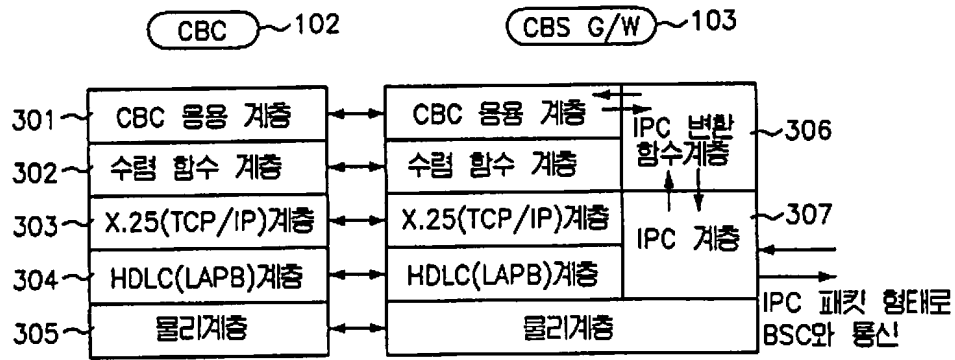 CBC 102
CBS G/W 103
301 CBC 응용 계층
CBC 응용 계층
IPC 변환
함수계층
306
302 수렴 함수 계층
수렴 함수 계층
303 X.25(TCP/IP)계층
X.25(TCP/IP)계층
IPC 계층
307
304 HDLC(LAPB)계층
HDLC(LAPB)계층
IPC 패킷 형태로
BSC와 통신
305 물리계층
물리계층